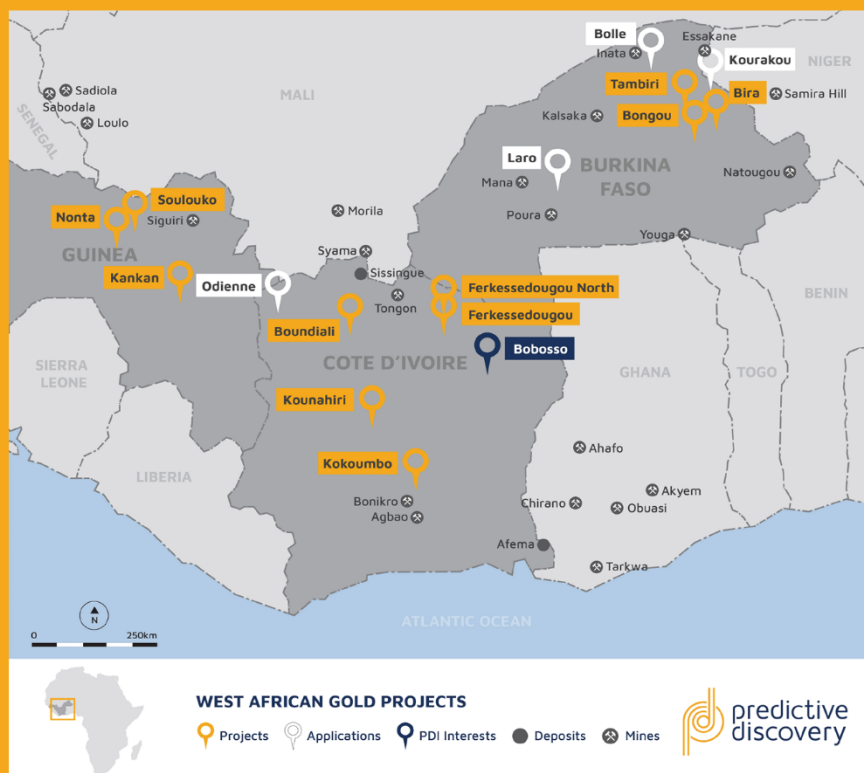 Bolle
Essakane
Inata
Kourakou
NIGER
Tambiri
Bira
Samira Hill
Sadiola
Sabodala
Loulo
SENEGAL
MALI
Kalsaka
Bongou
Laro
BURKINA
FASO
Mana
Natougou
Poura
Youga
Soulouko
Nonta
Siguiri
Morila
GUINEA
Syama
Kankan
Odienne
Sissingue
Tongon
Ferkessedougou North
Ferkessedougou
Boundiali
Bobosso
COTE D'IVOIRE
BENIN
SIERRA
LEONE
GHANA
TOGO
Kounahiri
Kokoumbo
LIBERIA
Ahafo
Bonikro
Agbao
Chirano
Akyem
Obuasi
Afema
Tarkwa
N
0 250km
ATLANTIC OCEAN
WEST AFRICAN GOLD PROJECTS
Projects Applications PDI Interests Deposits Mines
predictive
discovery